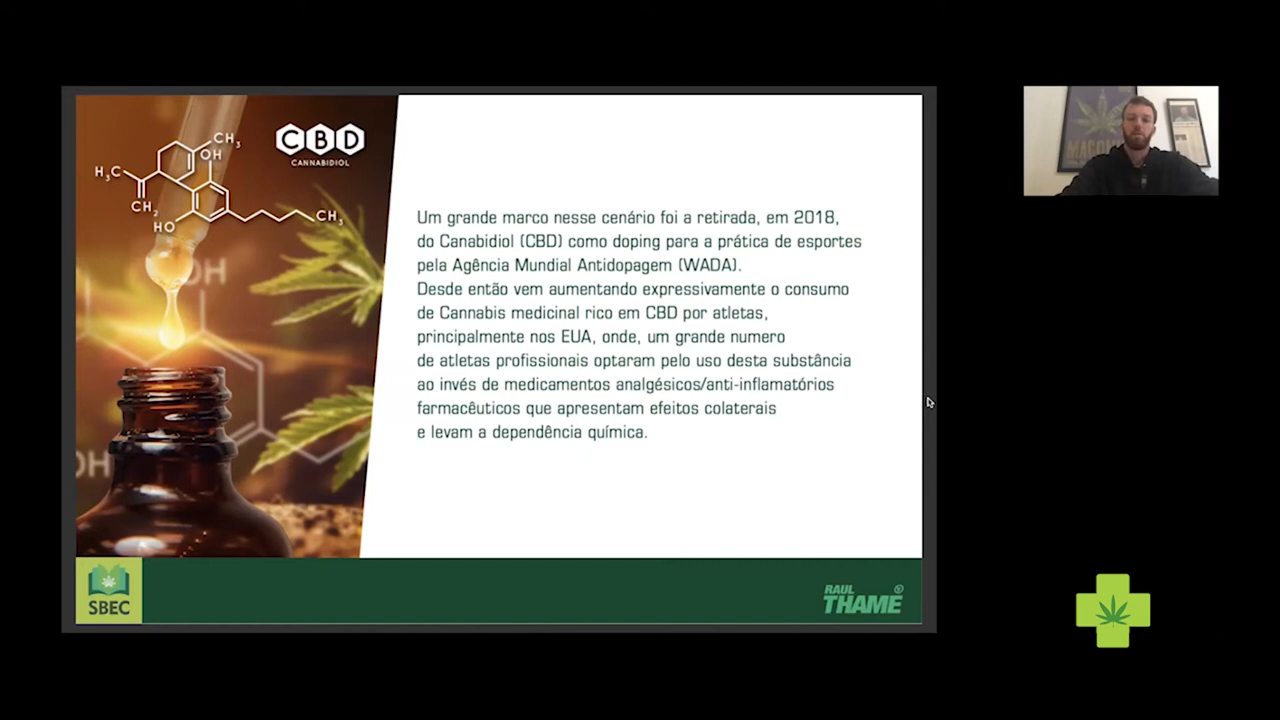 CH3
OH
H3C
CH2
HO
CH3
CBD
CANNABIDIOL
OH
OH
Um grande marco nesse cenário foi a retirada, em 2018,
do Canabidiol (CBD) como doping para a prática de esportes
pela Agência Mundial Antidopagem (WADA).
Desde então vem aumentando expressivamente o consumo
de Cannabis medicinal rico em CBD por atletas,
principalmente nos EUA, onde, um grande numero
de atletas profissionais optaram pelo uso desta substância
ao invés de medicamentos analgésicos/anti-inflamatórios
farmacêuticos que apresentam efeitos colaterais
e levam a dependência química.
SBEC
RAUL
THAME